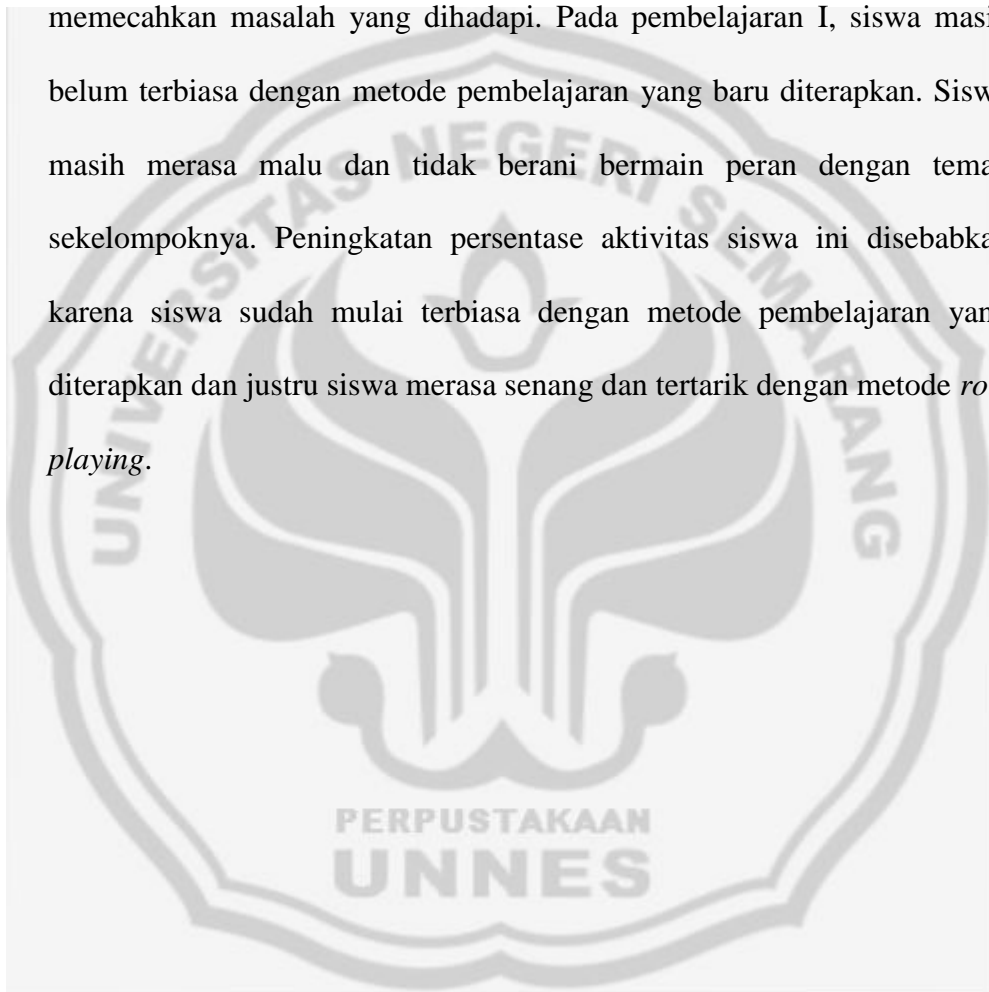 memecahkan masalah yang dihadapi. Pada pembelajaran I, siswa masi
belum terbiasa dengan metode pembelajaran yang baru diterapkan. Sisw
masih merasa malu dan tidak berani bermain peran dengan tema
sekelompoknya. Peningkatan persentase aktivitas siswa ini disebabka
karena siswa sudah mulai terbiasa dengan metode pembelajaran yan
diterapkan dan justru siswa merasa senang dan tertarik dengan metode ro
playing.
UNIVERSITAS NEGERI SEMARANG
PERPUSTAKAAN
UNNES